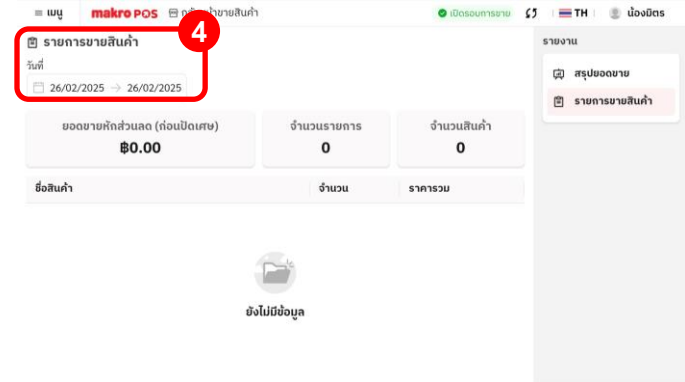 เมนู makro POS หน้าขายสินค้า เปิดรอบการขาย TH น้องมิตร
4
รายการขายสินค้า
วันที่
26/02/2025 → 26/02/2025
ยอดขายหักส่วนลด (ก่อนปัดเศษ) จำนวนรายการ จำนวนสินค้า
฿0.00 0 0
ชื่อสินค้า จำนวน ราคารวม
ยังไม่มีข้อมูล
รายงาน
สรุปยอดขาย
รายการขายสินค้า